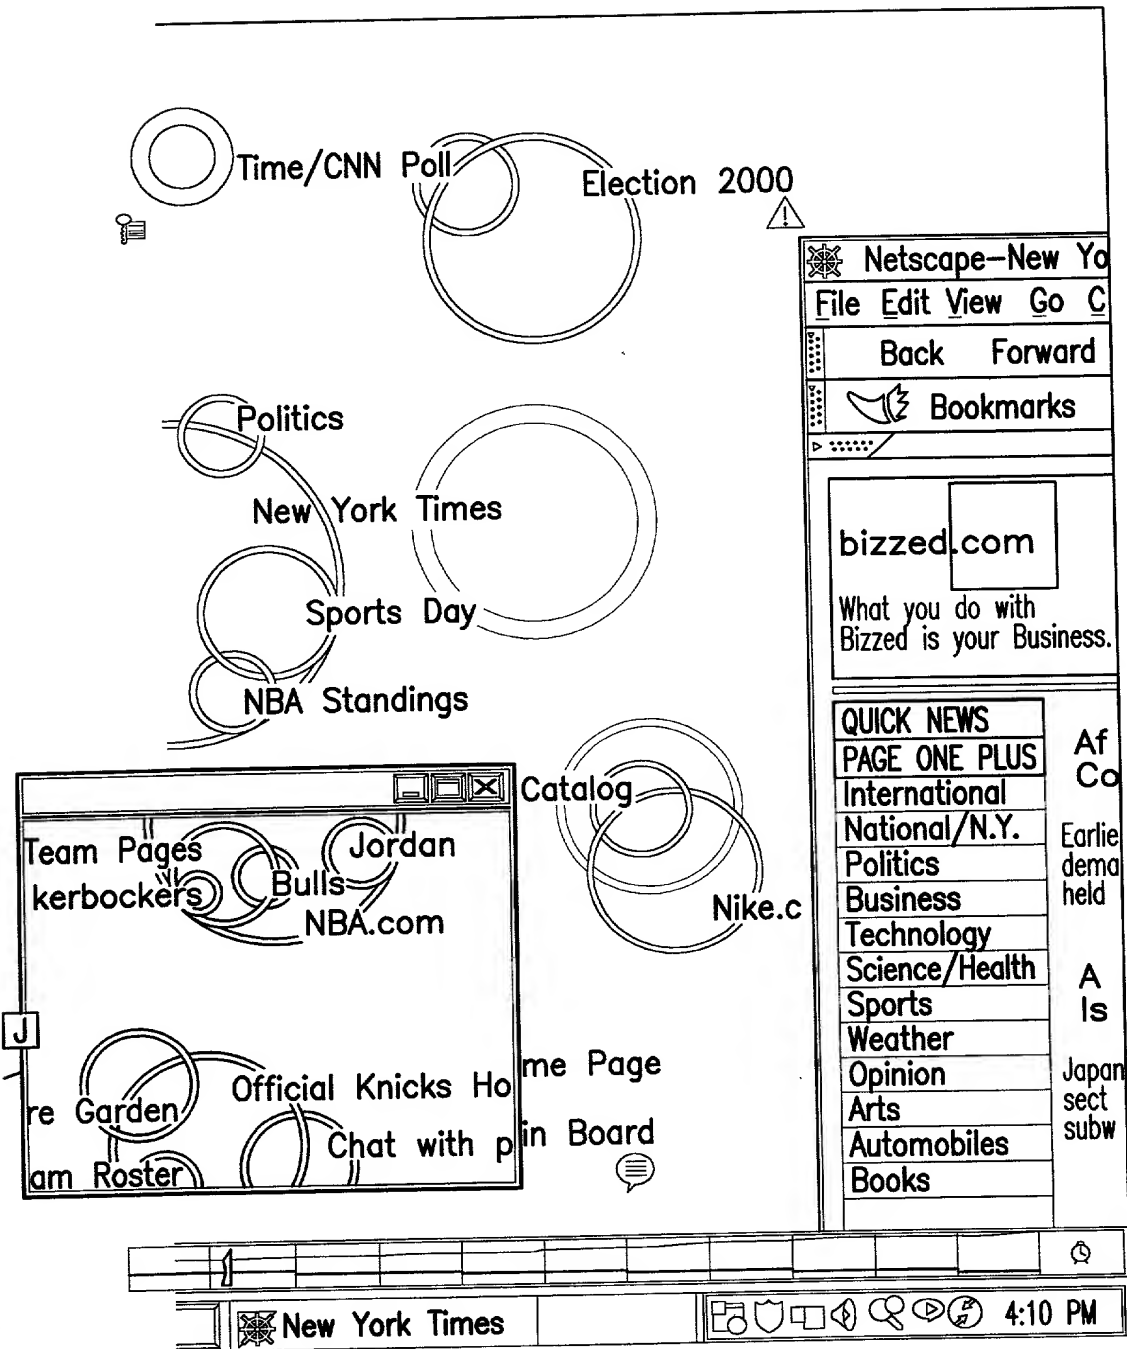 Time/CNN Poll
Election 2000
Netscape-New Yo
File Edit View Go C
Back Forward
Bookmarks
Politics
New York Times
Sports Day
NBA Standings
bizzed.com
What you do with
Bizzed is your Business.
QUICK NEWS
PAGE ONE PLUS
International
National/N.Y.
Politics
Business
Technology
Science/Health
Sports
Weather
Opinion
Arts
Automobiles
Books
Af
Co
Earlie
dema
held
A
Is
Japan
sect
subw
Catalog
Nike.c
Team Pages
Jordan
kerbockers
Bulls
NBA.com
J
Official Knicks Ho me Page
re Garden
Chat with p in Board
am Roster
New York Times
4:10 PM